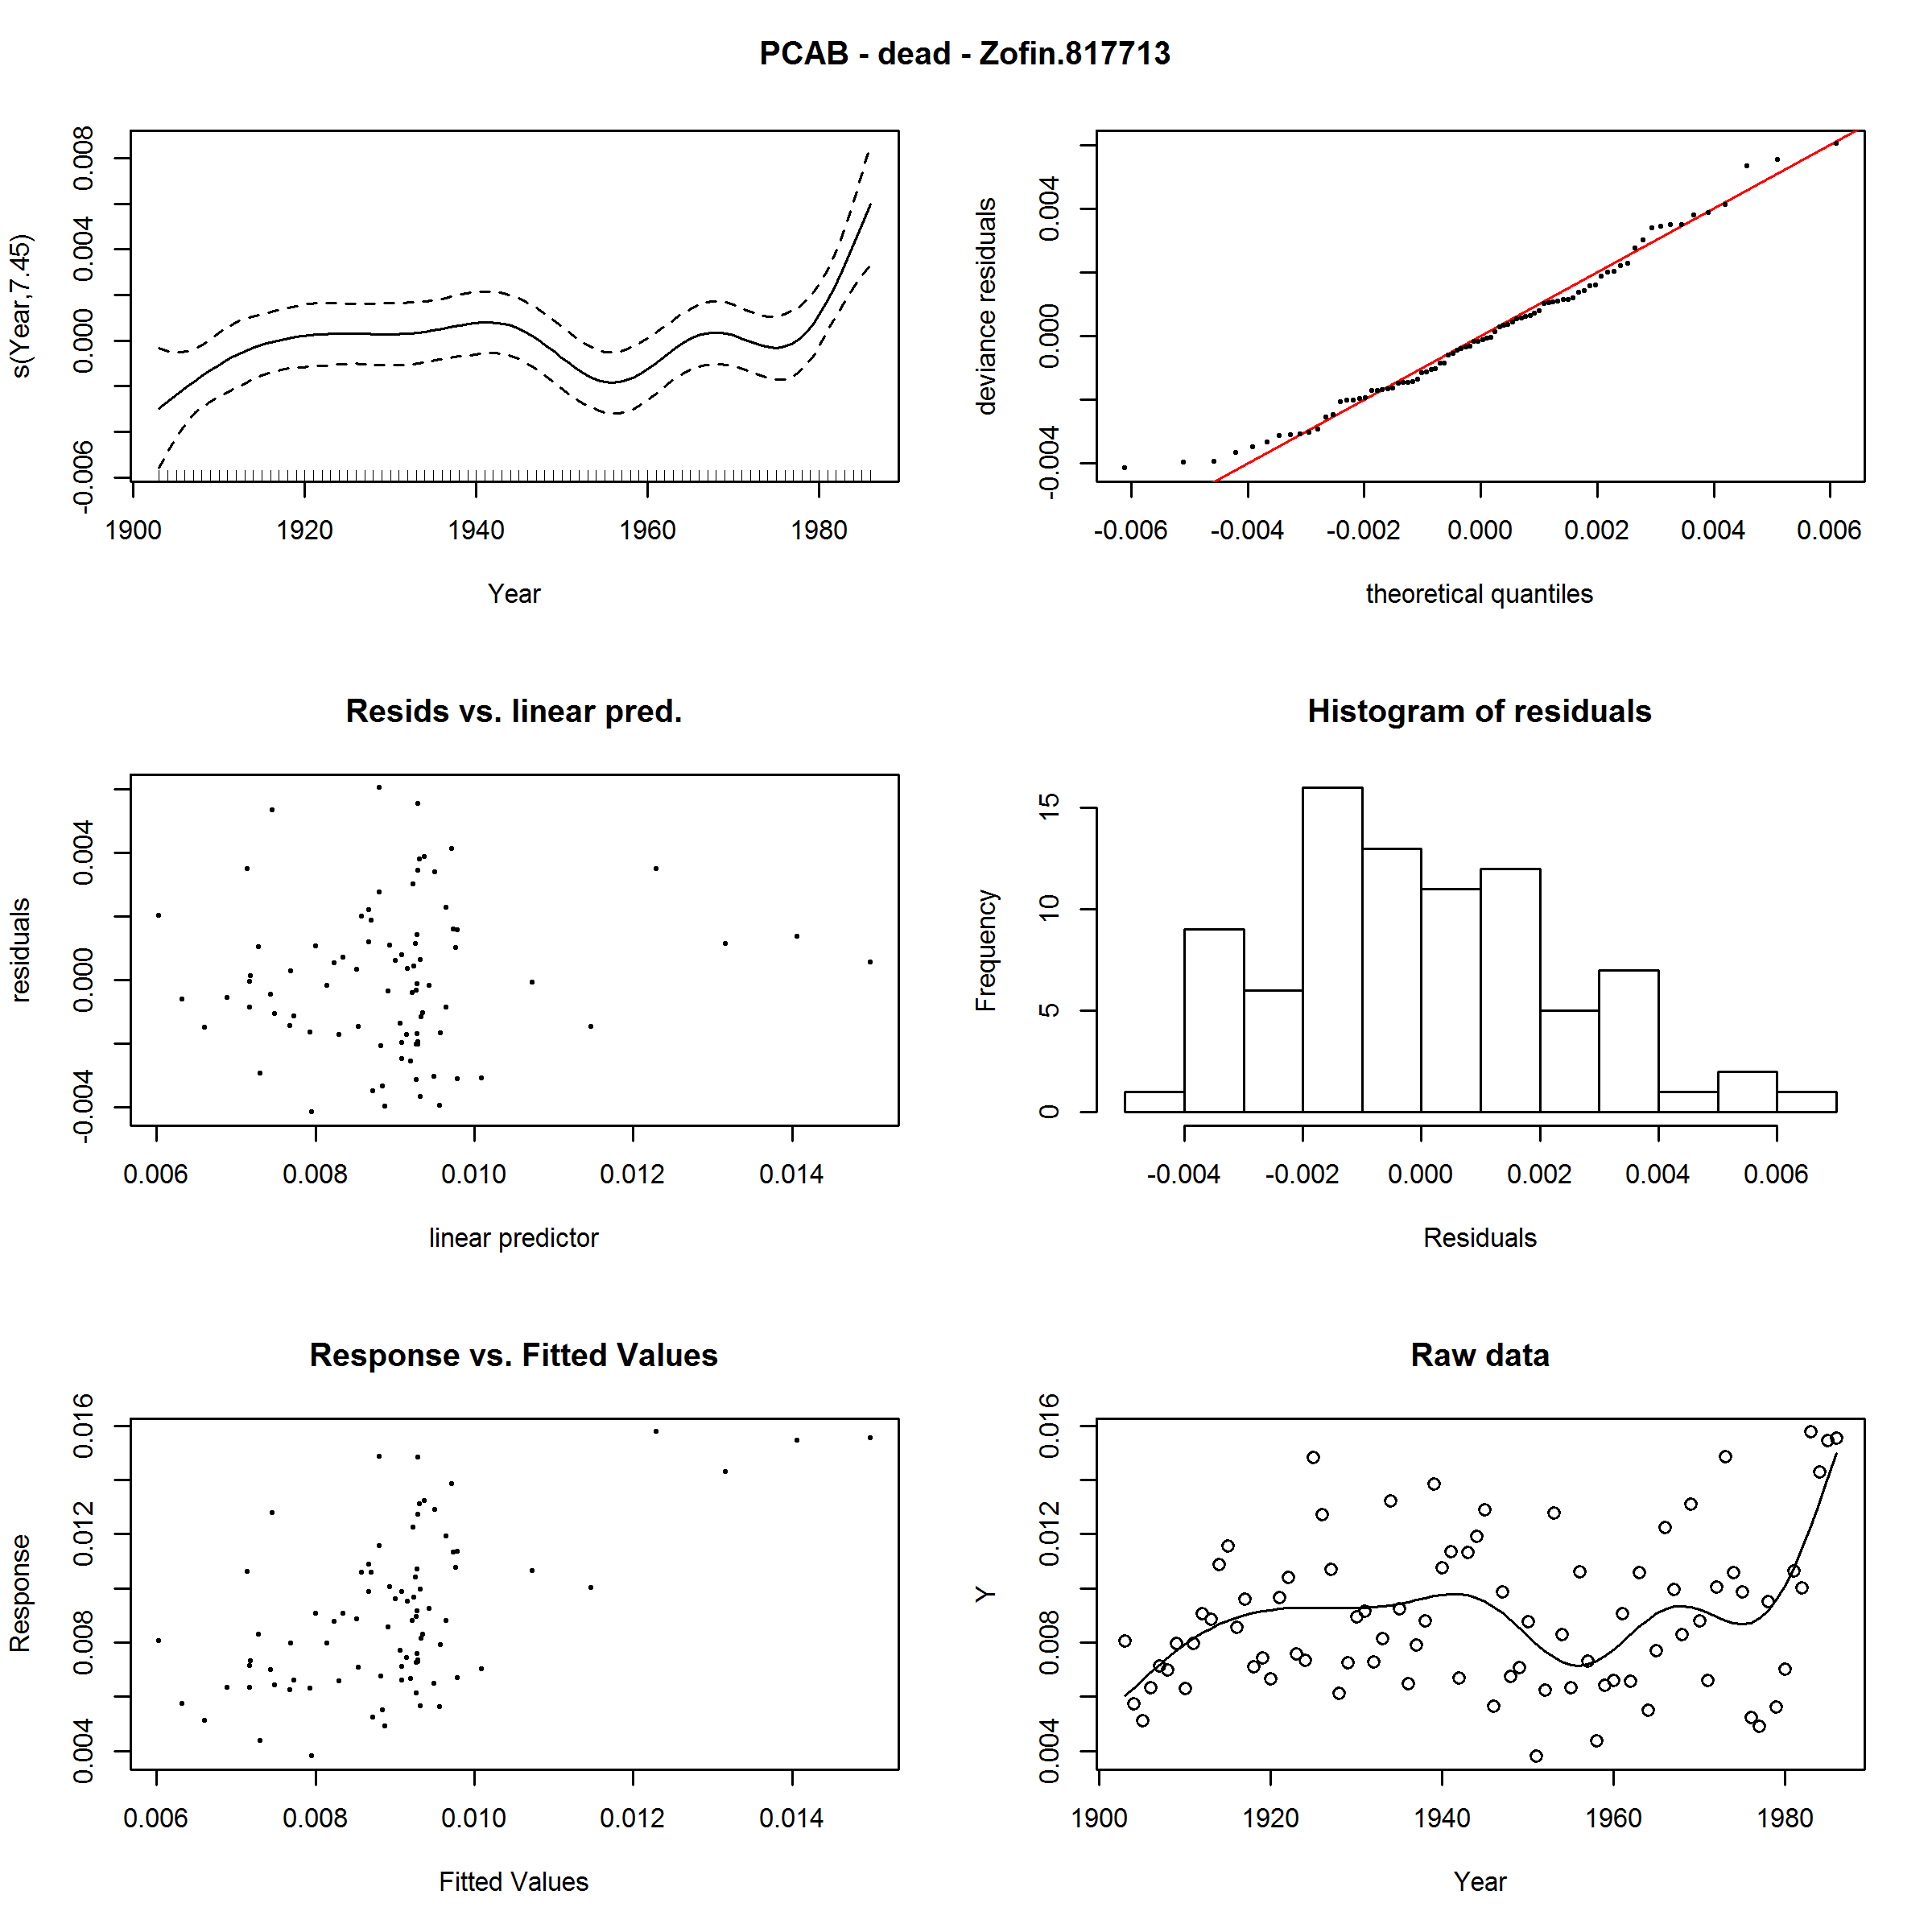 PCAB - dead - Zofin.817713
s(Year,7.45)
-0.006 0.000 0.004 0.008
1900 1920 1940 1960 1980
Year
deviance residuals
-0.004 0.000 0.004
-0.006 -0.004 -0.002 0.000 0.002 0.004 0.006
theoretical quantiles
Resids vs. linear pred.
residuals
-0.004 0.000 0.004
0.006 0.008 0.010 0.012 0.014
linear predictor
Histogram of residuals
Frequency
0 5 10 15
-0.004 -0.002 0.000 0.002 0.004 0.006
Residuals
Response vs. Fitted Values
Response
0.004 0.008 0.012 0.016
0.006 0.008 0.010 0.012 0.014
Fitted Values
Raw data
Y
0.004 0.008 0.012 0.016
1900 1920 1940 1960 1980
Year